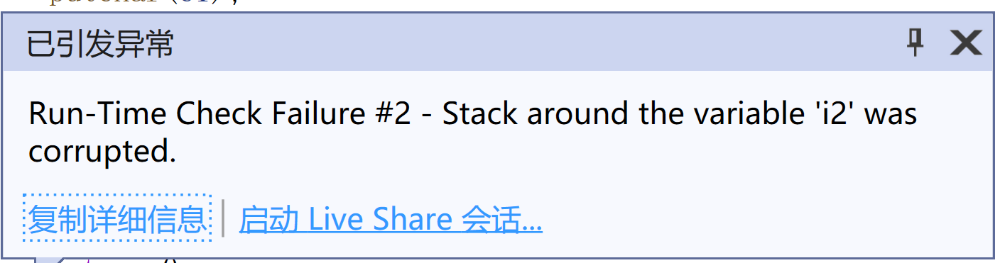 已引发异常
Run-Time Check Failure #2 - Stack around the variable 'i2' was
corrupted.
复制详细信息 | 启动 Live Share 会话...